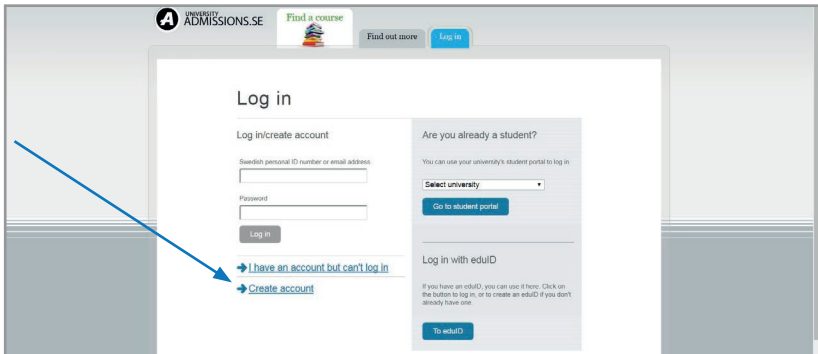 UNIVERSITY
ADMISSIONS.SE
Find a course
Find out more
Log in
Log in
Log in/create account
Swedish personal ID number or email address
Password
Log in
I have an account but can't log in
Create account
Are you already a student?
You can use your university's student portal to log in
Select university
Go to student portal
Log in with eduID
If you have an eduID, you can use it here. Click on
the button to log in, or to create an eduID if you don't
already have one.
To eduID